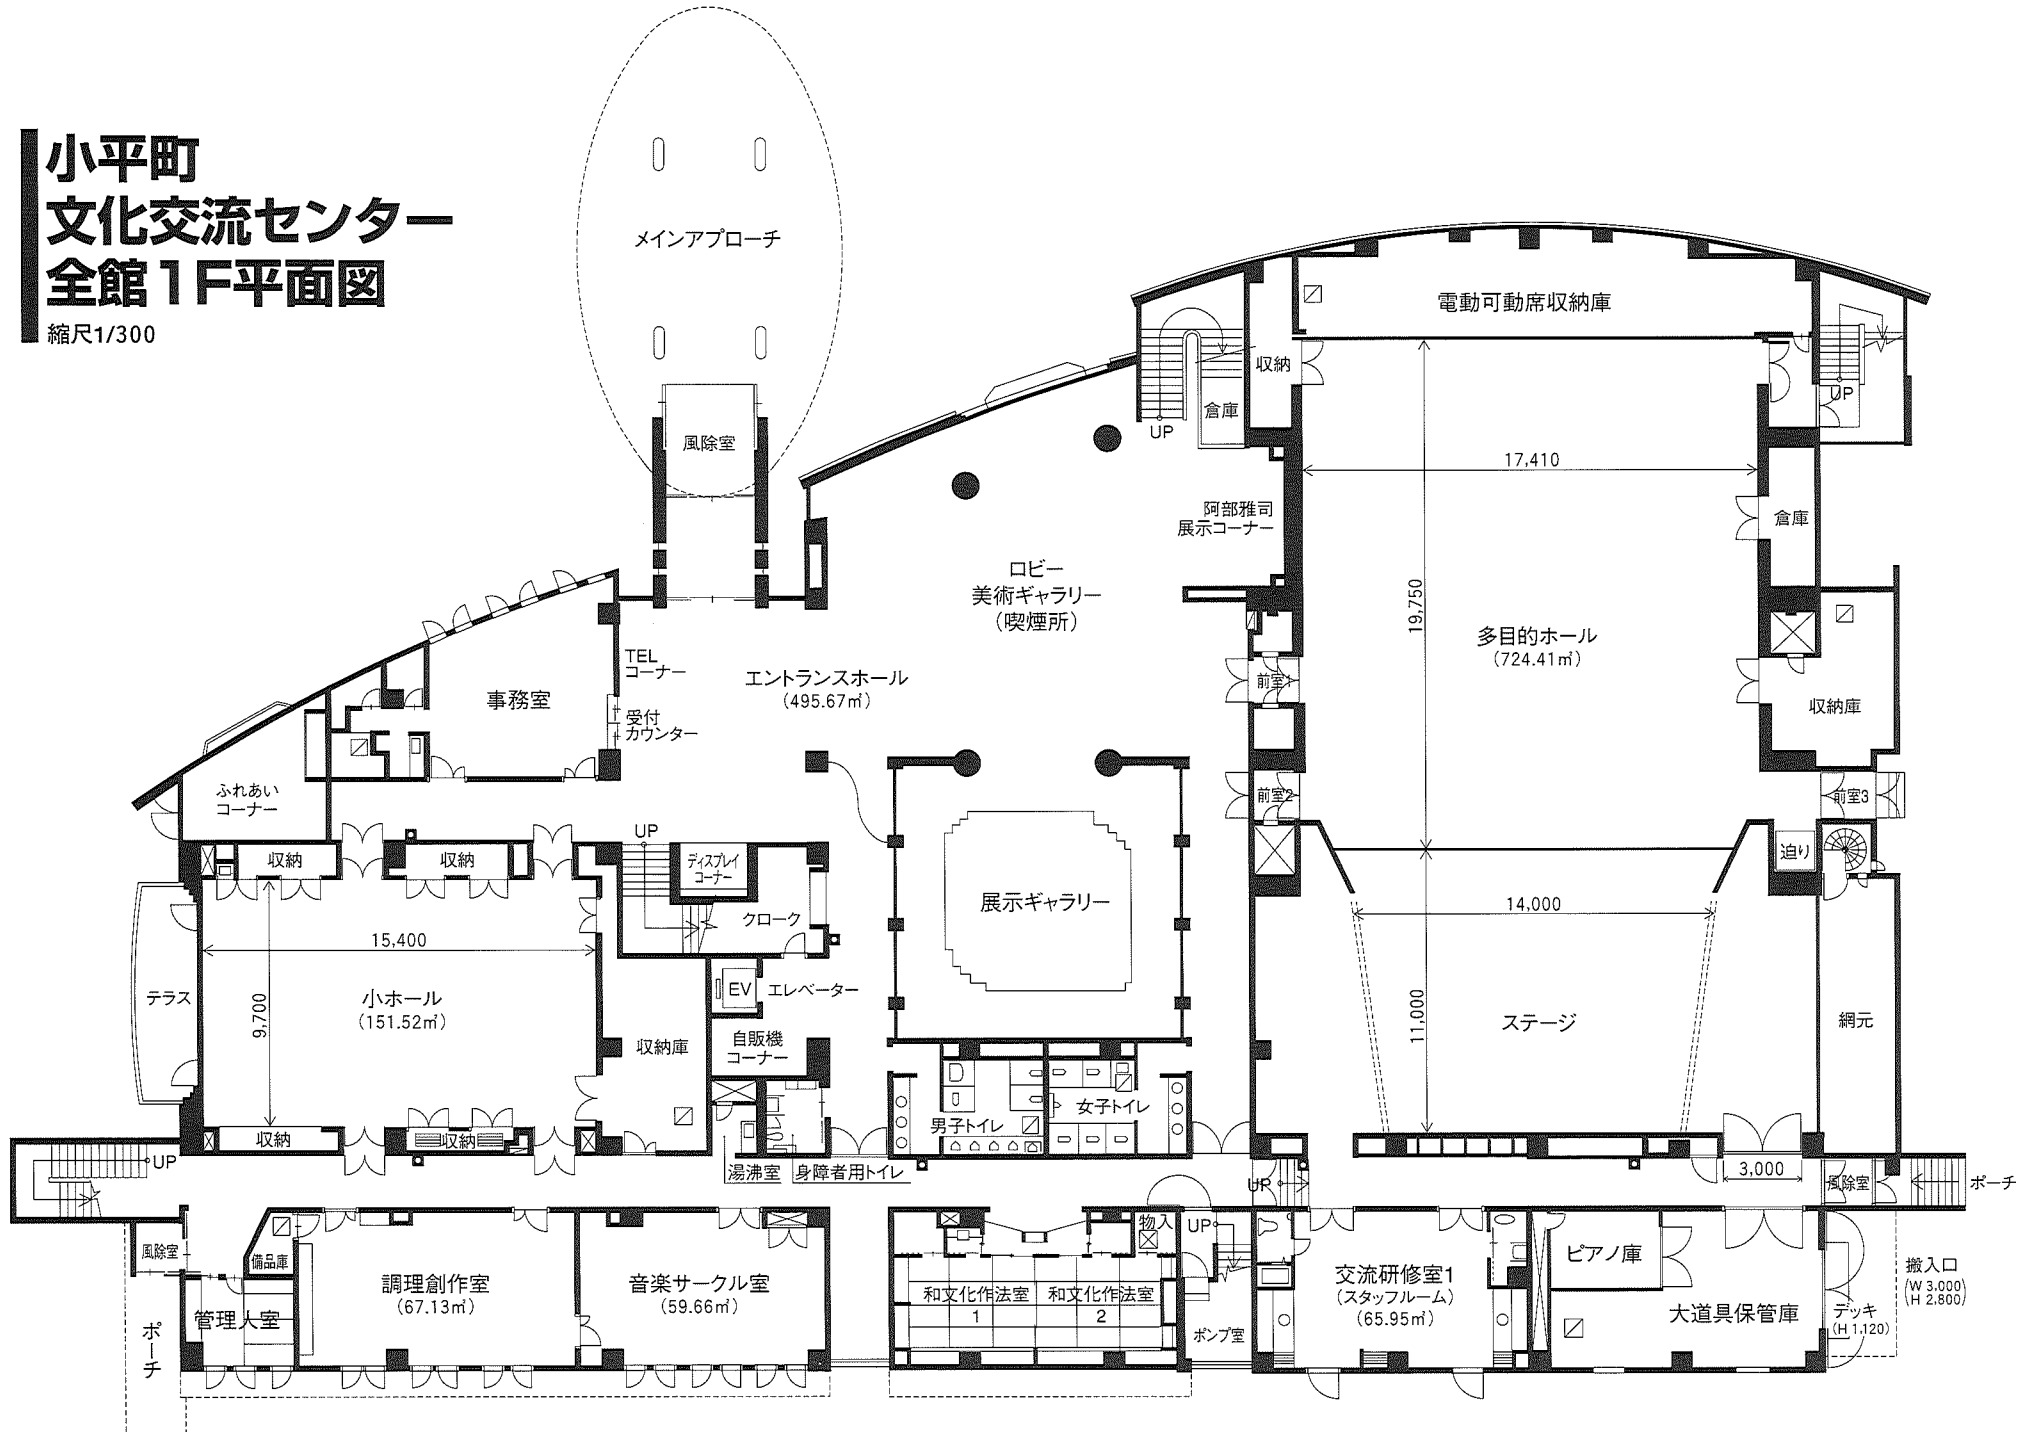 小平町
文化交流センター
全館1F平面図
縮尺1/300
メインアプローチ
風除室
電動可動席収納庫
収納
倉庫
UP
UP
17,410
倉庫
阿部雅司
展示コーナー
ロビー
美術ギャラリー
（喫煙所）
19,750
多目的ホール
（724.41㎡）
TEL
コーナー
エントランスホール
（495.67㎡）
事務室
受付
カウンター
前室1
収納庫
ふれあい
コーナー
前室2
前室3
UP
収納
収納
ディスプレイ
コーナー
迫り
クローク
展示ギャラリー
14,000
15,400
テラス
小ホール
（151.52㎡）
9,700
EV
エレベーター
11,000
ステージ
網元
収納庫
自販機
コーナー
男子トイレ
女子トイレ
収納
収納
UP
湯沸室
身障者用トイレ
UP
3,000
風除室
ポーチ
風除室
備品庫
調理創作室
（67.13㎡）
音楽サークル室
（59.66㎡）
物入
UP
和文化作法室
1
和文化作法室
2
ポンプ室
交流研修室1
（スタッフルーム）
（65.95㎡）
ピアノ庫
大道具保管庫
搬入口
（W 3,000）
（H 2,800）
デッキ
（H 1,120）
管理人室
ポーチ